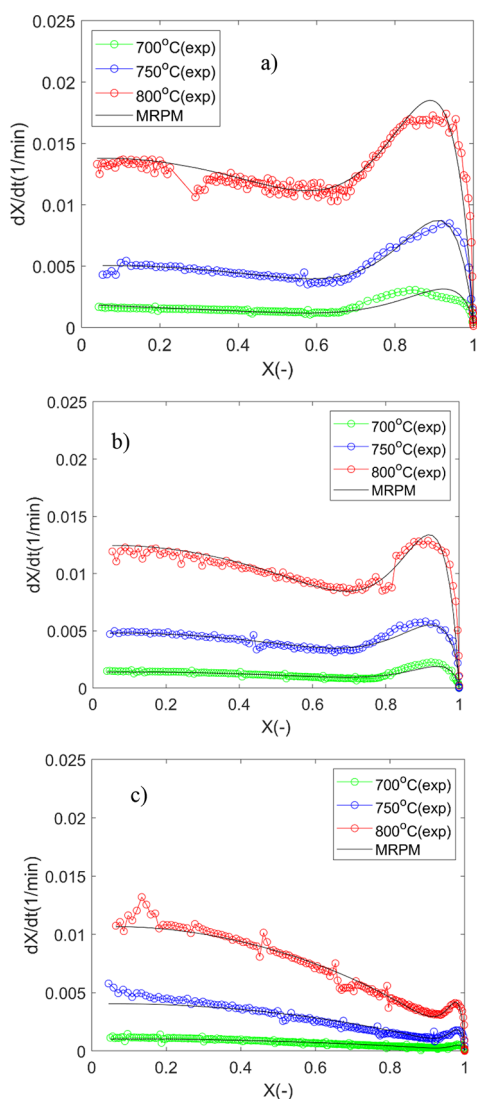 0.025
700°C(exp)
750°C(exp)
800°C(exp)
MRPM
a)
0.02
0.015
0.01
0.005
0
dX/dt(1/min)
0 0.2 0.4 0.6 0.8 1
X(-)
0.025
700°C(exp)
750°C(exp)
800°C(exp)
MRPM
b)
0.02
0.015
0.01
0.005
0
dX/dt(1/min)
0 0.2 0.4 0.6 0.8 1
X(-)
0.025
700°C(exp)
750°C(exp)
800°C(exp)
MRPM
c)
0.02
0.015
0.01
0.005
0
dX/dt(1/min)
0 0.2 0.4 0.6 0.8 1
X(-)